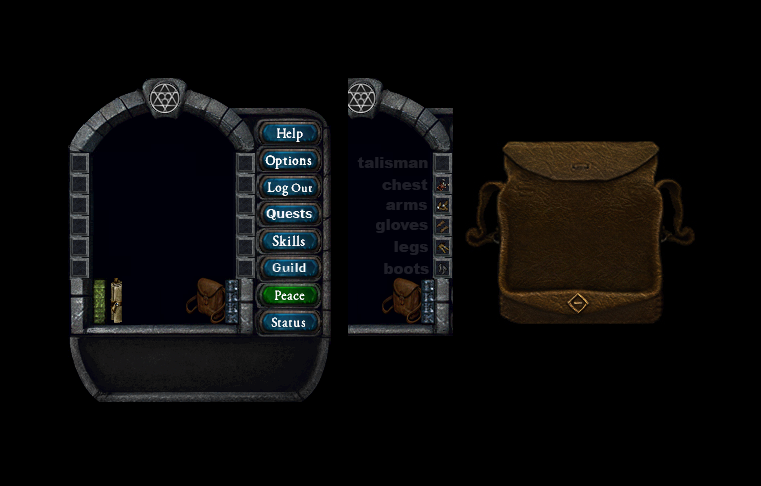 Help
Options
Log Out
Quests
Skills
Guild
Peace
Status
talisman
chest
arms
gloves
legs
boots